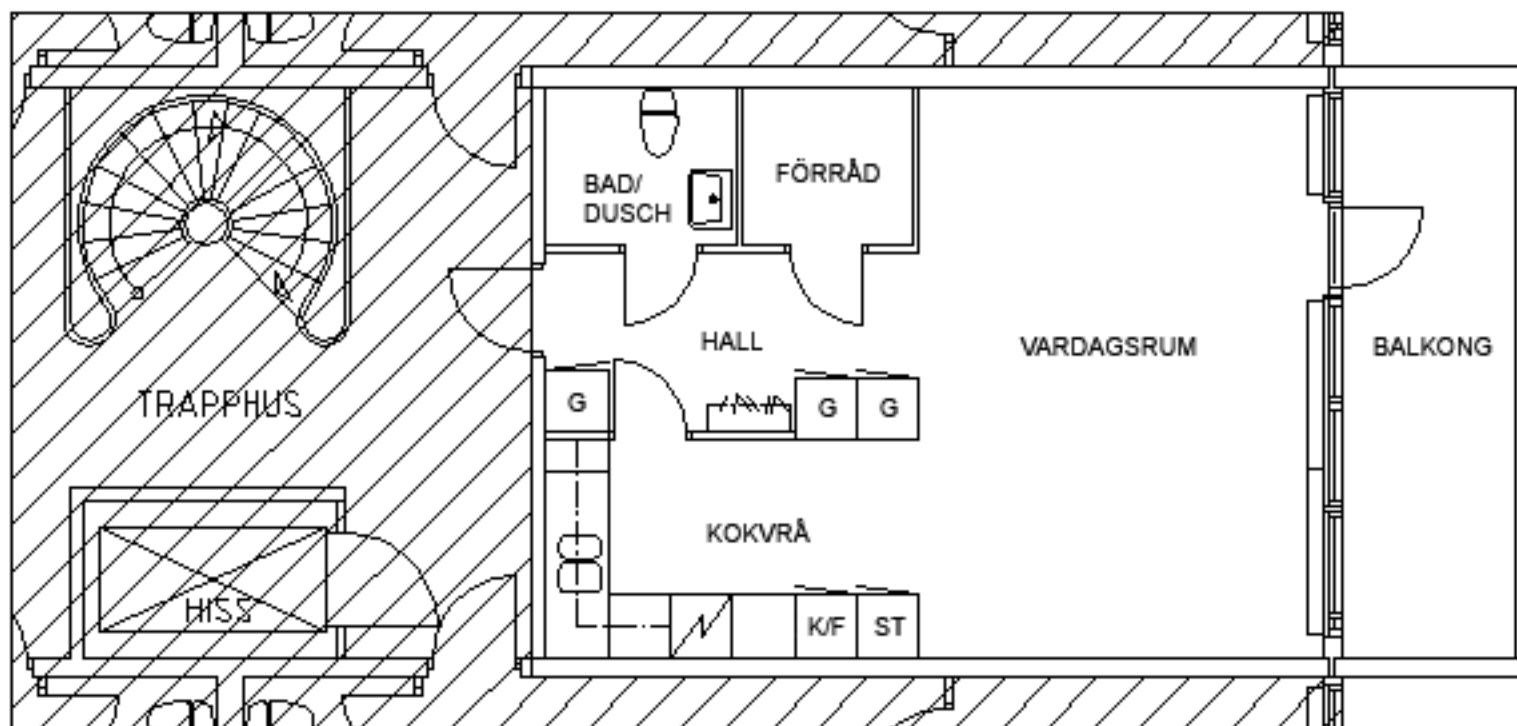 BAD/
DUSCH
FÖRRÅD
HALL
VARDAGSRUM
BALKONG
TRAPPHUS
G
G
G
KOKVRÅ
HISS
K/F
ST